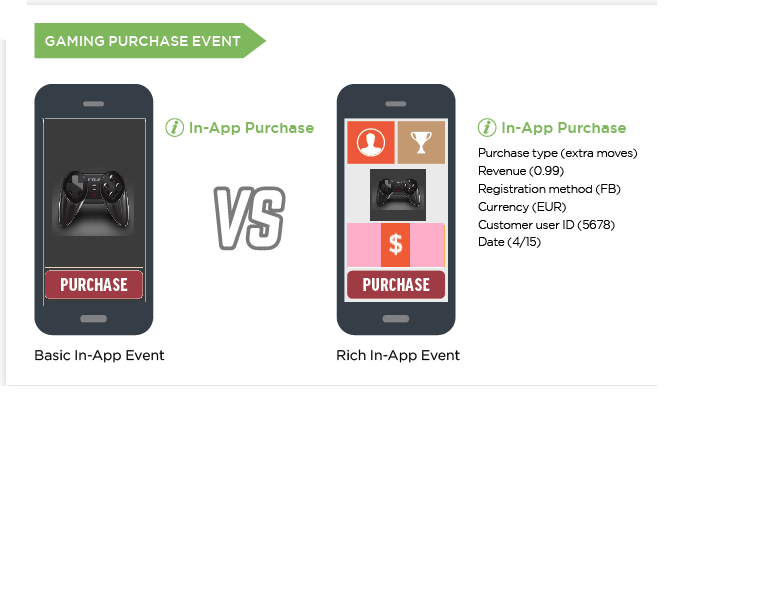 GAMING PURCHASE EVENT
i In-App Purchase
VS
PURCHASE
Basic In-App Event
i In-App Purchase
Purchase type (extra moves)
Revenue (0.99)
Registration method (FB)
Currency (EUR)
Customer user ID (5678)
Date (4/15)
$
PURCHASE
Rich In-App Event